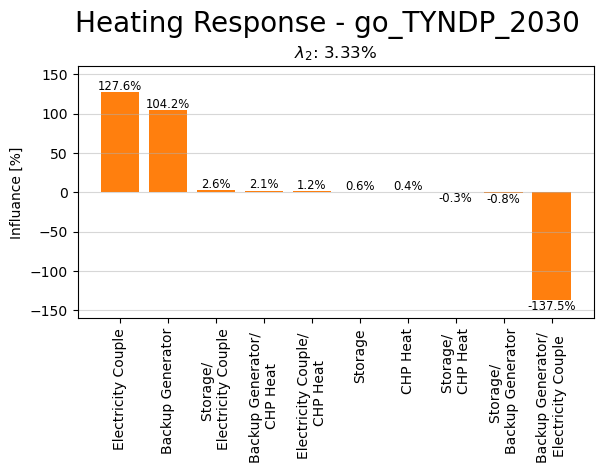 Heating Response - go_TYNDP_2030
λ₂: 3.33%
Influance [%]
150
100
50
0
−50
−100
−150
127.6%
104.2%
2.6%
2.1%
1.2%
0.6%
0.4%
-0.3%
-0.8%
-137.5%
Electricity Couple
Backup Generator
Storage/
Electricity Couple
Backup Generator/
CHP Heat
Electricity Couple/
CHP Heat
Storage
CHP Heat
Storage/
CHP Heat
Storage/
Backup Generator
Backup Generator/
Electricity Couple